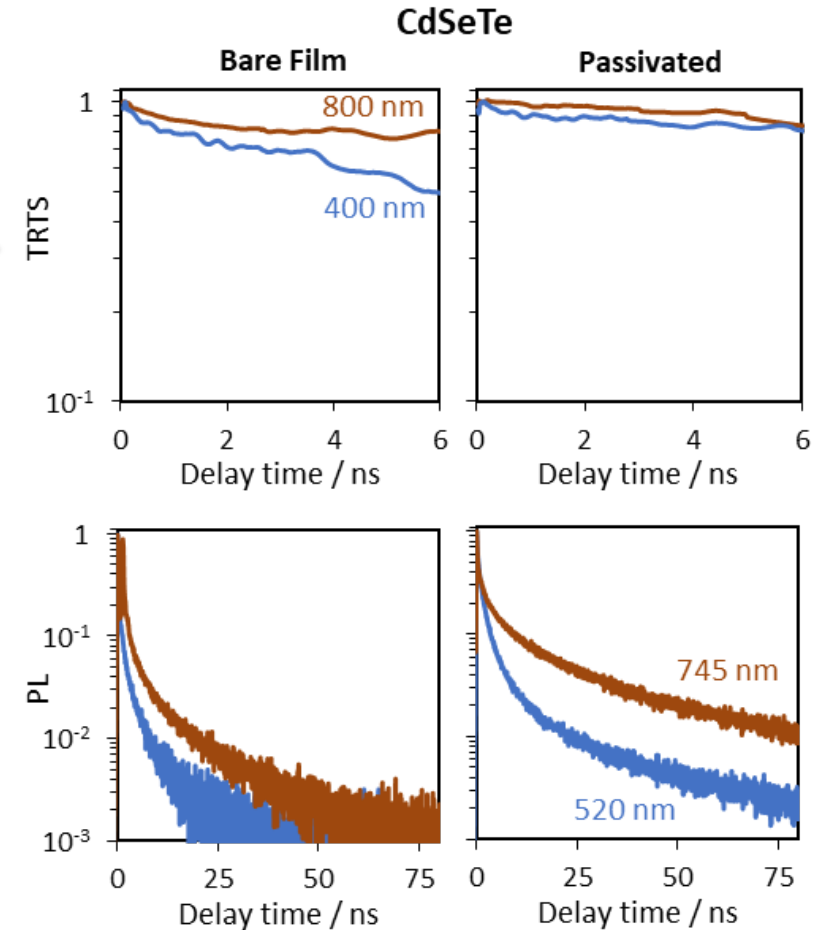 CdSeTe
Bare Film
Passivated
1
10-1
TRTS
800 nm
400 nm
0 2 4 6
0 2 4 6
Delay time / ns
Delay time / ns
1
10-1
10-2
10-3
PL
745 nm
520 nm
0 25 50 75
0 25 50 75
Delay time / ns
Delay time / ns